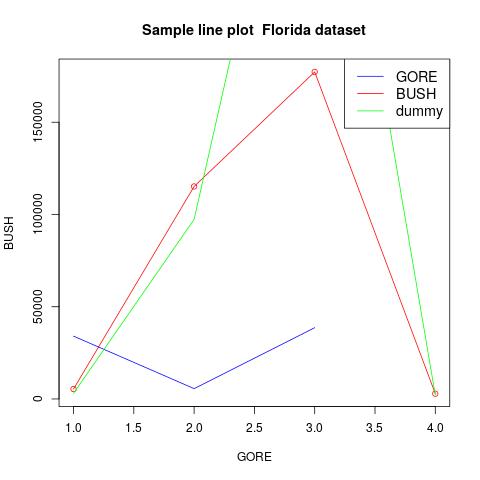 Sample line plot  Florida dataset
GORE
BUSH
dummy
BUSH
150000
100000
50000
0
1.0 1.5 2.0 2.5 3.0 3.5 4.0
GORE